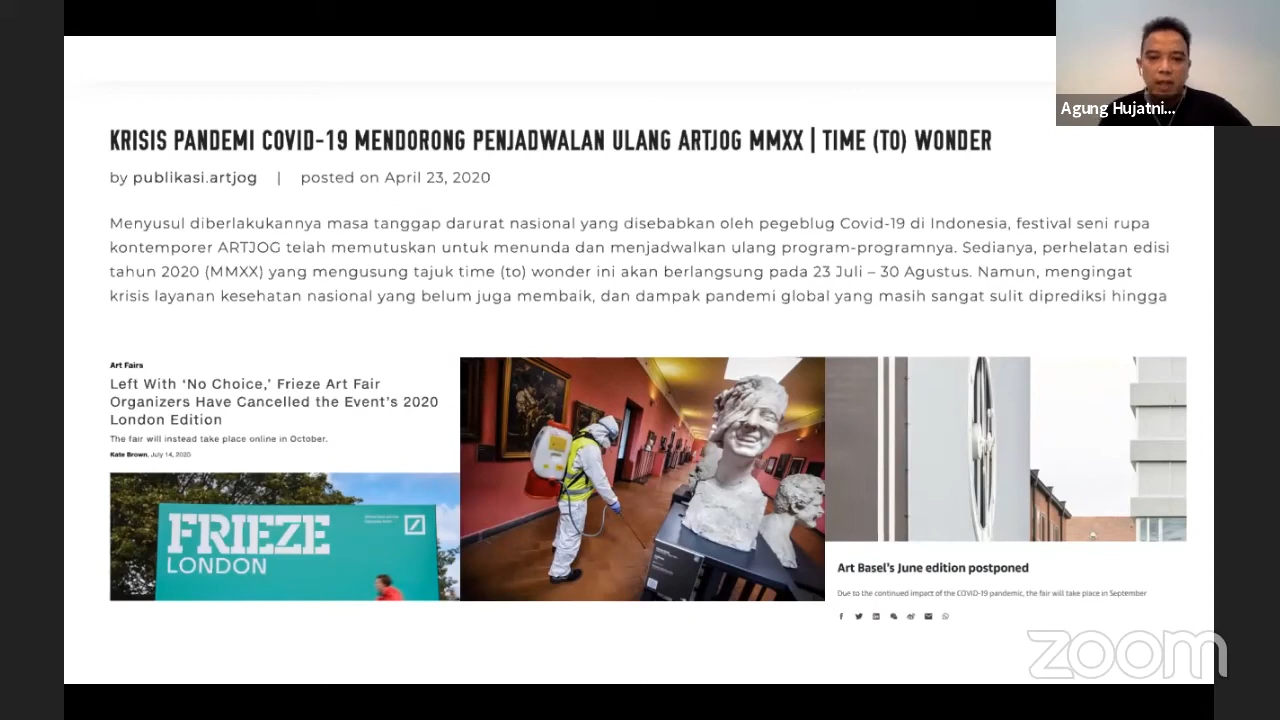 Agung Hujatni...
KRISIS PANDEMI COVID-19 MENDORONG PENJADWALAN ULANG ARTJOG MMXX | TIME (TO) WONDER
by publikasi.artjog | posted on April 23, 2020
Menyusul diberlakukannya masa tanggap darurat nasional yang disebabkan oleh pegeblug Covid-19 di Indonesia, festival seni rupa
kontemporer ARTJOG telah memutuskan untuk menunda dan menjadwalkan ulang program-programnya. Sedianya, perhelatan edisi
tahun 2020 (MMXX) yang mengusung tajuk time (to) wonder ini akan berlangsung pada 23 Juli – 30 Agustus. Namun, mengingat
krisis layanan kesehatan nasional yang belum juga membaik, dan dampak pandemi global yang masih sangat sulit diprediksi hingga
Art Fairs
Left With ‘No Choice,’ Frieze Art Fair
Organizers Have Cancelled the Event’s 2020
London Edition
The fair will instead take place online in October.
Kate Brown, July 14, 2020
FRIEZE
LONDON
Art Basel's June edition postponed
Due to the continued impact of the COVID-19 pandemic, the fair will take place in September
zoom